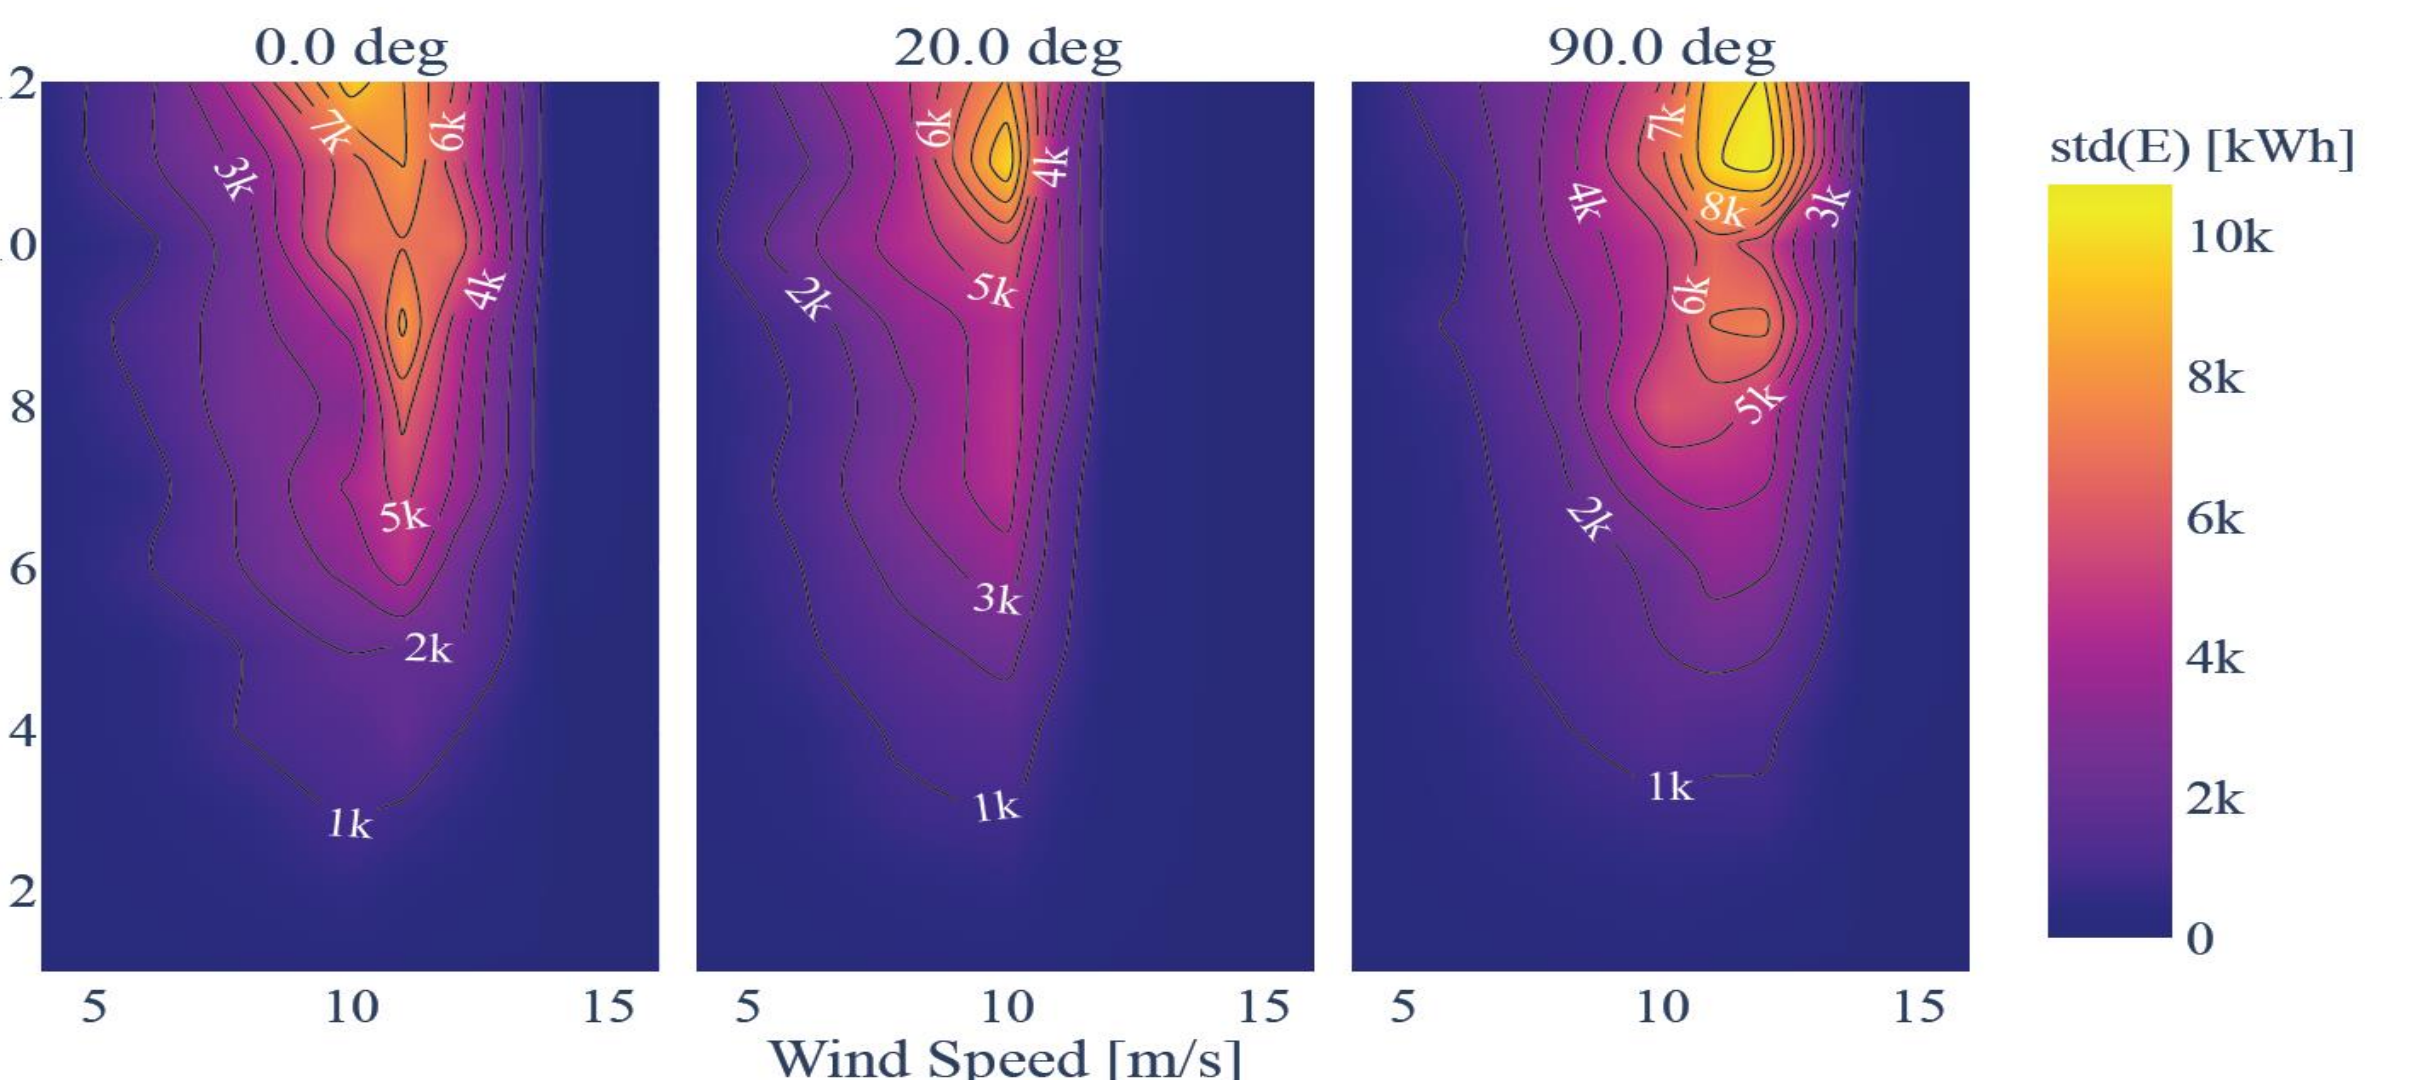 0.0 deg 20.0 deg 90.0 deg
std(E) [kWh]
2
0
8
6
4
2
7k 6k 3k 4k 5k 2k 1k
6k 4k 5k 2k 3k 1k
7k 4k 8k 3k 6k 5k 2k 1k
10k
8k
6k
4k
2k
0
5 10 15 5 10 15 5 10 15
Wind Speed [m/s]